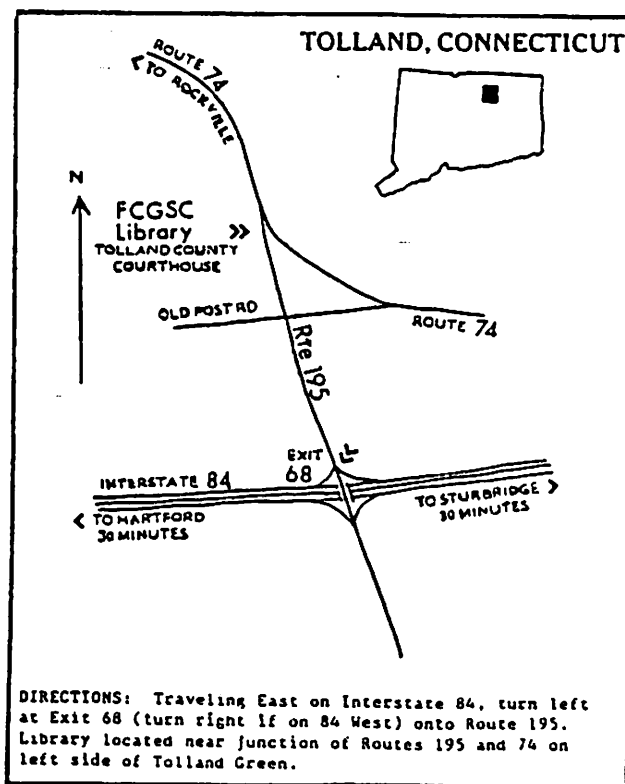 TOLLAND, CONNECTICUT
ROUTE 74
< TO ROCKVILLE
N
FCGSC
Library »
TOLLAND COUNTY
COURTHOUSE
OLD POST RD
ROUTE 74
Rte 195
EXIT
68
INTERSTATE 84
< TO HARTFORD
30 MINUTES
TO STURBRIDGE >
30 MINUTES
DIRECTIONS: Traveling East on Interstate 84, turn left
at Exit 68 (turn right if on 84 West) onto Route 195.
Library located near junction of Routes 195 and 74 on
left side of Tolland Green.